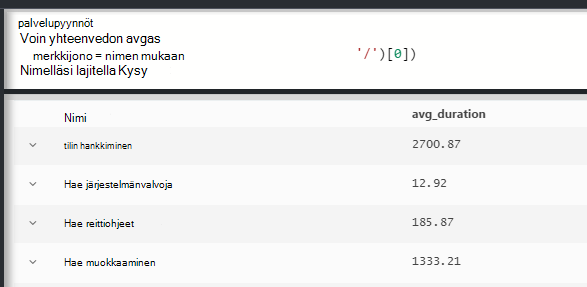 palvelupyynnöt
Voin yhteenvedon avgas
merkkijono = nimen mukaan '/')[0])
Nimelläsi lajitella Kysy
Nimi avg_duration
tilin hankkiminen 2700.87
Hae järjestelmänvalvoja 12.92
Hae reittiohjeet 185.87
Hae muokkaaminen 1333.21